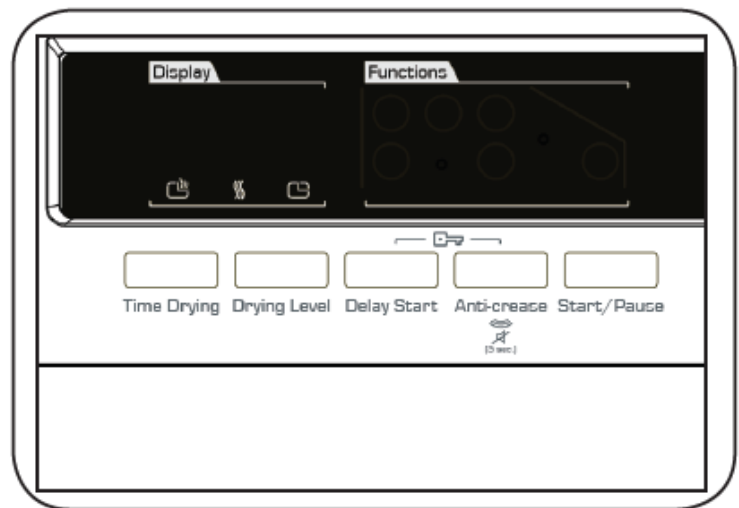 Display
Functions
Time Drying
Drying Level
Delay Start
Anti-crease
Start/Pause
(3 sec.)